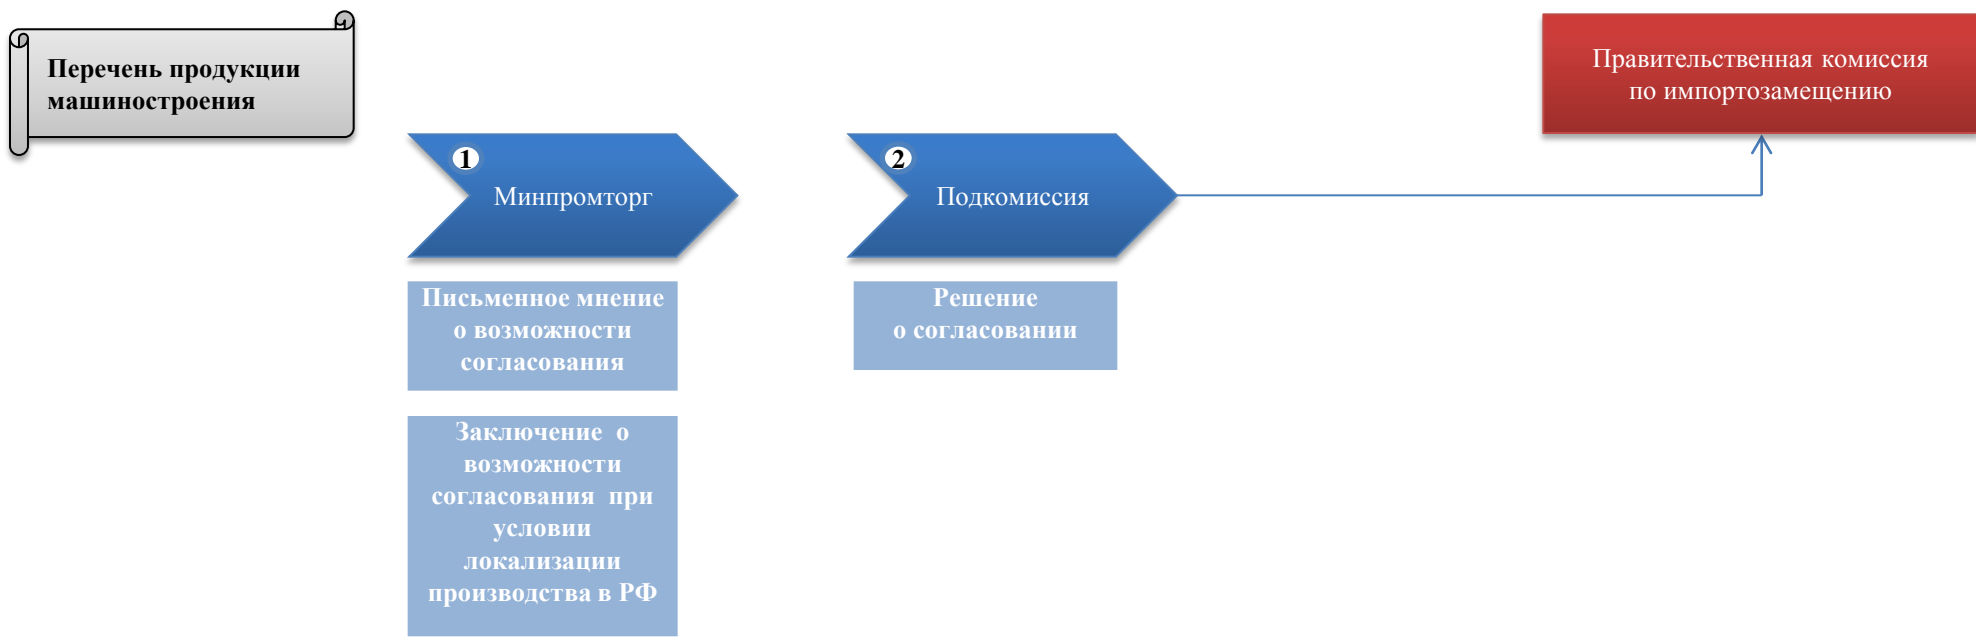 Перечень продукции
машиностроения
Правительственная комиссия
по импортозамещению
1
Минпромторг
2
Подкомиссия
Письменное мнение
о возможности
согласования
Решение
о согласовании
Заключение о
возможности
согласования при
условии
локализации
производства в РФ